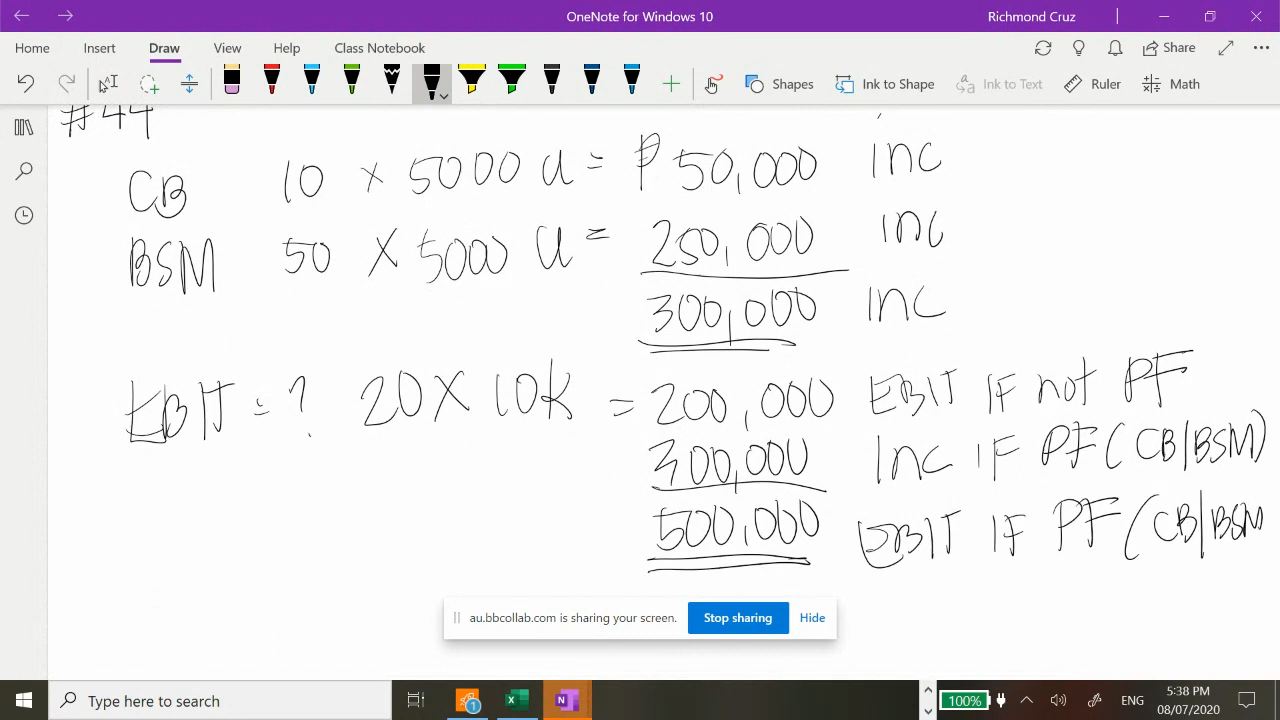 OneNote for Windows 10
Richmond Cruz
Home Insert Draw View Help Class Notebook
Share
Shapes
Ink to Shape
Ink to Text
Ruler
Math
#44
CB 10 x 5000 u = ₱ 50,000 inc
BSM 50 x 5000 u = 250,000 inc
300,000 inc
EBIT = ? 20 x 10k = 200,000 EBIT IF not PF
300,000 Inc IF PF (CB/BSM)
500,000 EBIT IF PF (CB/BSM
au.bbcollab.com is sharing your screen.
Stop sharing
Hide
Type here to search
1
100%
ENG
5:38 PM
08/07/2020